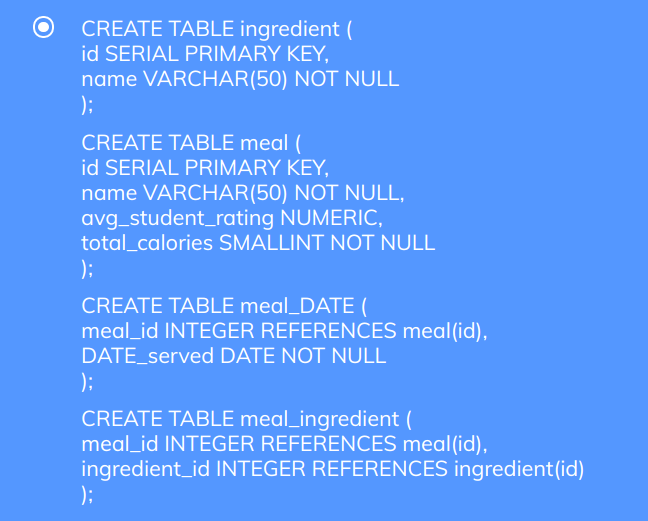 CREATE TABLE ingredient (
id SERIAL PRIMARY KEY,
name VARCHAR(50) NOT NULL
);
CREATE TABLE meal (
id SERIAL PRIMARY KEY,
name VARCHAR(50) NOT NULL,
avg_student_rating NUMERIC,
total_calories SMALLINT NOT NULL
);
CREATE TABLE meal_DATE (
meal_id INTEGER REFERENCES meal(id),
DATE_served DATE NOT NULL
);
CREATE TABLE meal_ingredient (
meal_id INTEGER REFERENCES meal(id),
ingredient_id INTEGER REFERENCES ingredient(id)
);